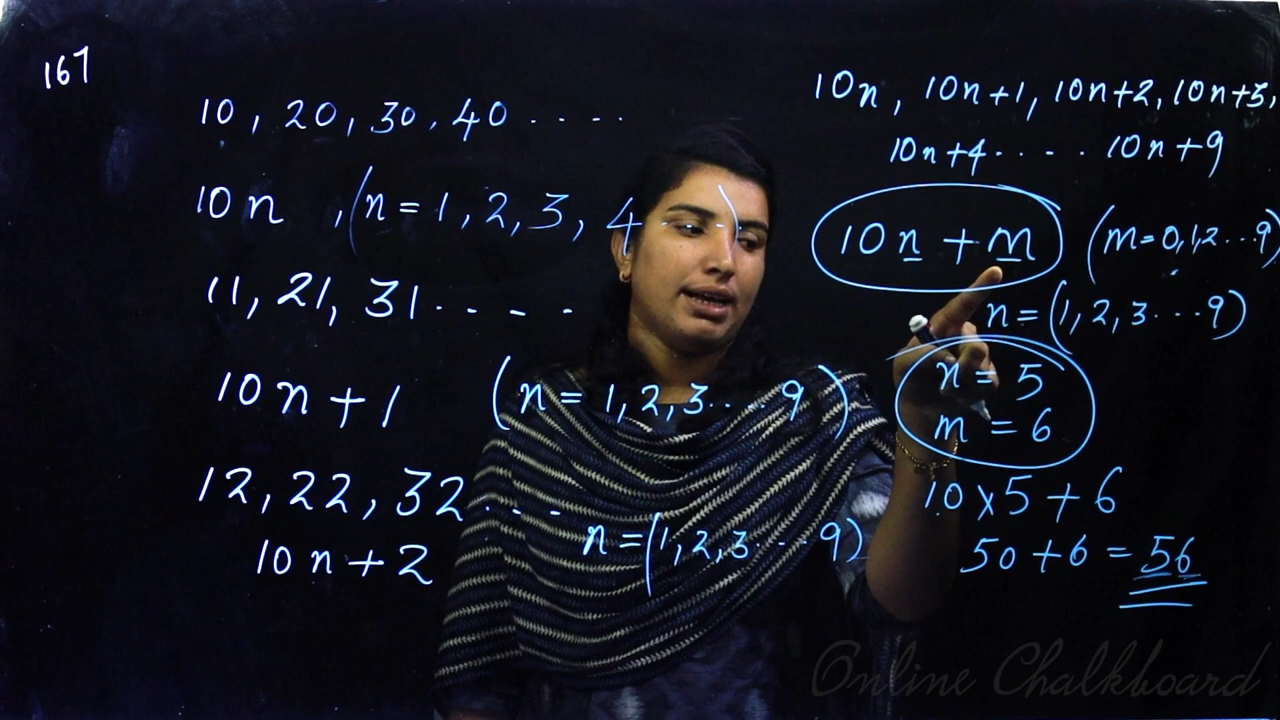 167
10, 20, 30, 40 ....
10n , (n = 1, 2, 3, 4 - - -)
11, 21, 31 - - - .
10n + 1 (n = 1, 2, 3 . . . . 9)
12, 22, 32 . . . .
10n + 2 n = (1, 2, 3 . . . 9)
10n, 10n+1, 10n+2, 10n+3,
10n+4 . . . . 10n+9
10n + m (m=0,1,2 ...9)
n = (1, 2, 3 ... 9)
n = 5
m = 6
10 x 5 + 6
50 + 6 = 56
Online Chalkboard